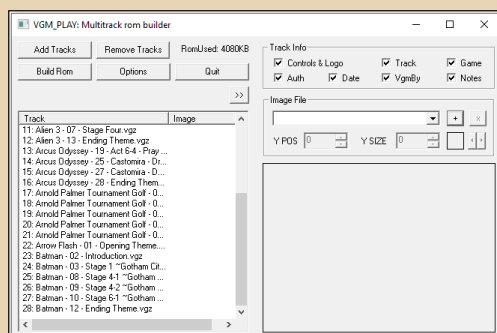 VGM_PLAY: Multitrack rom builder
Add Tracks
Remove Tracks
RomUsed: 4080KB
Build Rom
Options
Quit
>>
Track
Image
11: Alien 3 - 07 - Stage Four.vgz
12: Alien 3 - 13 - Ending Theme.vgz
13: Arcus Odyssey - 19 - Act 6-4 - Pray ...
14: Arcus Odyssey - 25 - Castomira - Dr...
15: Arcus Odyssey - 27 - Castomira - D...
16: Arcus Odyssey - 28 - Ending Them...
17: Arnold Palmer Tournament Golf - 0...
18: Arnold Palmer Tournament Golf - 0...
19: Arnold Palmer Tournament Golf - 0...
20: Arnold Palmer Tournament Golf - 0...
21: Arnold Palmer Tournament Golf - 0...
22: Arrow Flash - 01 - Opening Theme....
23: Batman - 02 - Introduction.vgz
24: Batman - 03 - Stage 1 ~Gotham Cit...
25: Batman - 08 - Stage 4-1 ~Gotham ...
26: Batman - 09 - Stage 4-2 ~Gotham ...
27: Batman - 10 - Stage 6-1 ~Gotham ...
28: Batman - 12 - Ending Theme.vgz
Track Info
Controls & Logo
Track
Game
Auth
Date
VgmBy
Notes
Image File
+
x
Y POS
0
Y SIZE
0